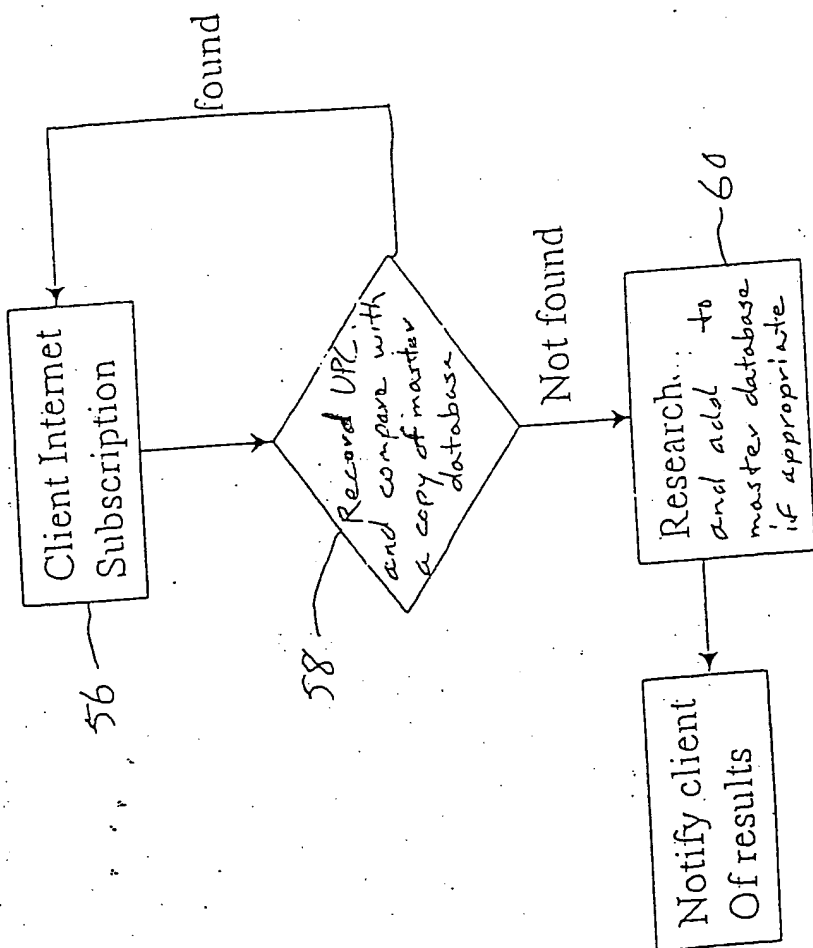 Client Internet
Subscription
found
56
Record UPC.
and compare with
a copy of master
database
58
Not found
Research...
and add to
master database
if appropriate
60
Notify client
Of results